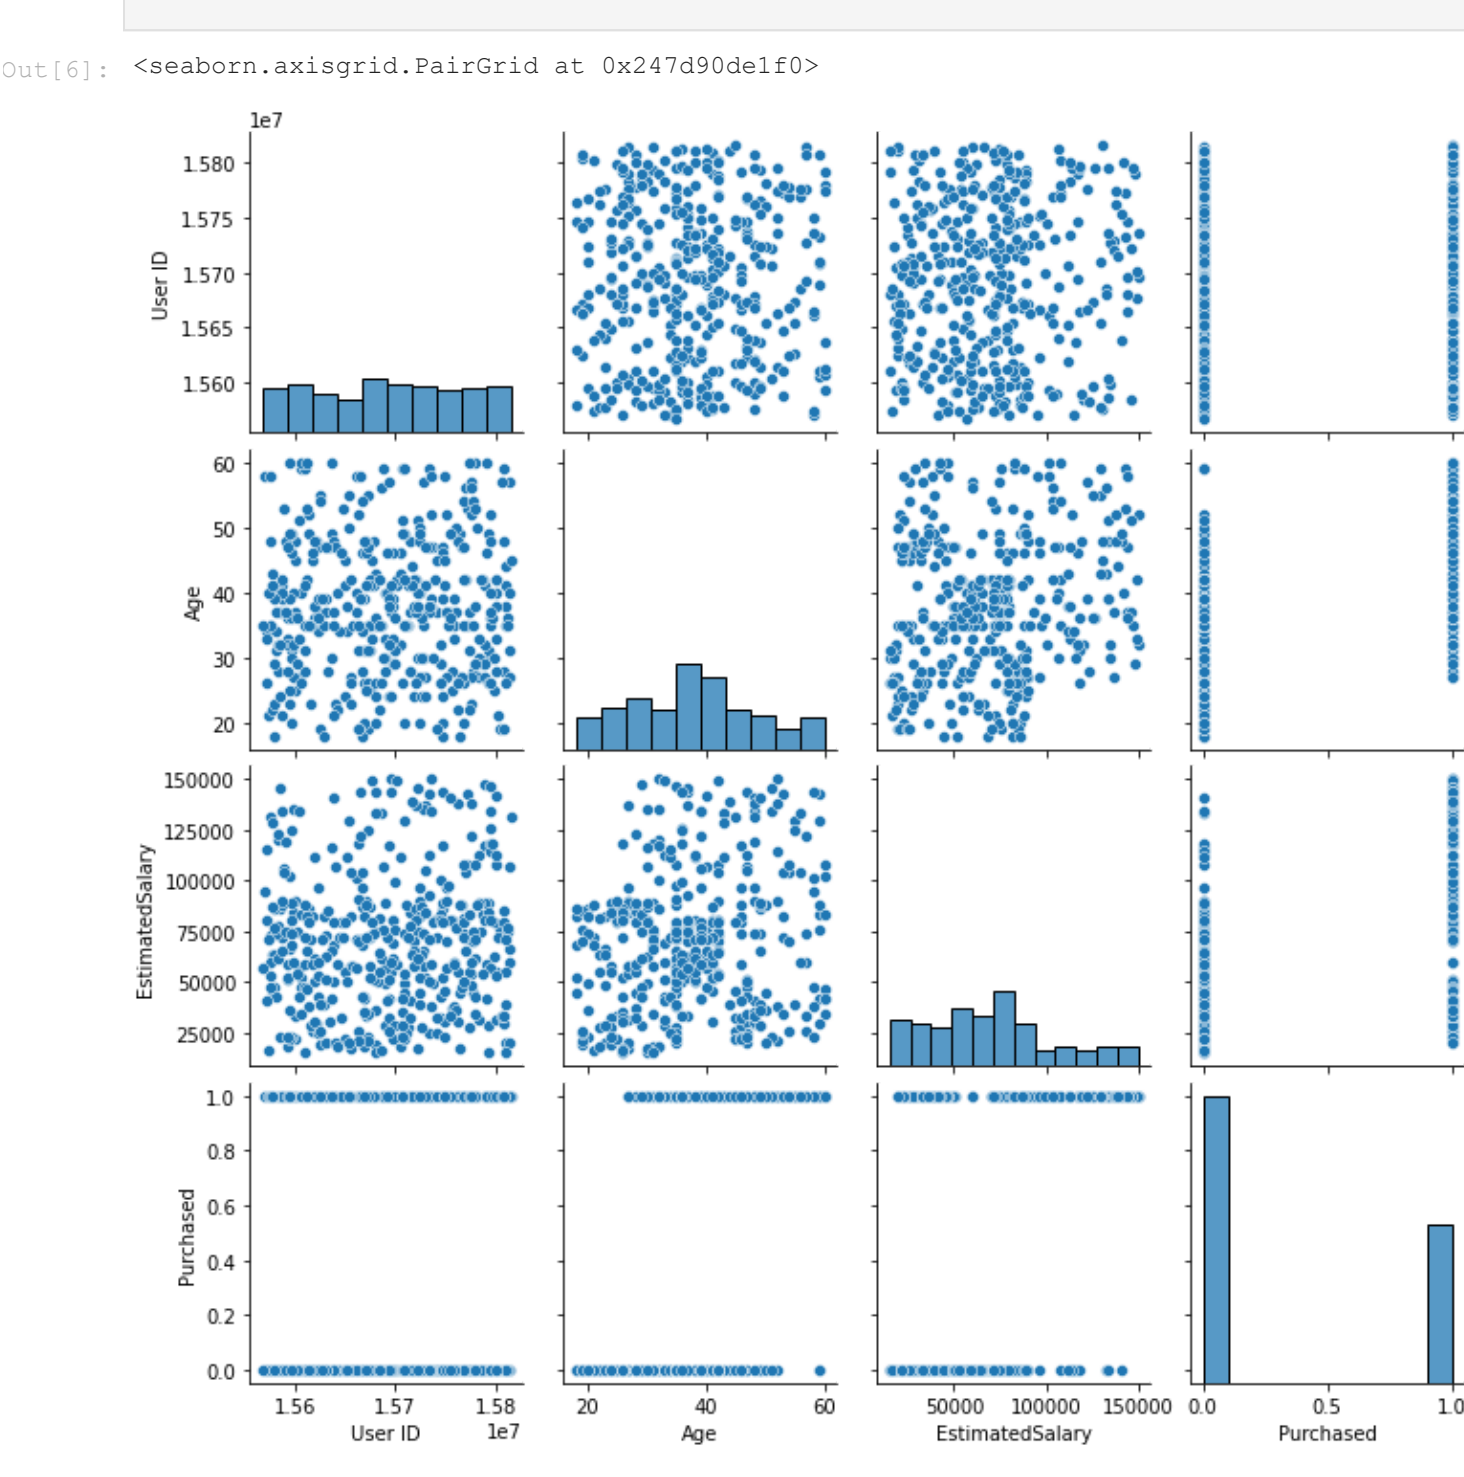 Out[6]: <seaborn.axisgrid.PairGrid at 0x247d90de1f0>
1e7
1.580
1.575
1.570
1.565
1.560
User ID
60
50
40
30
20
Age
150000
125000
100000
75000
50000
25000
EstimatedSalary
1.0
0.8
0.6
0.4
0.2
0.0
Purchased
1.56 1.57 1.58 20 40 60 50000 100000 150000 0.0 0.5 1.0
User ID 1e7 Age EstimatedSalary Purchased